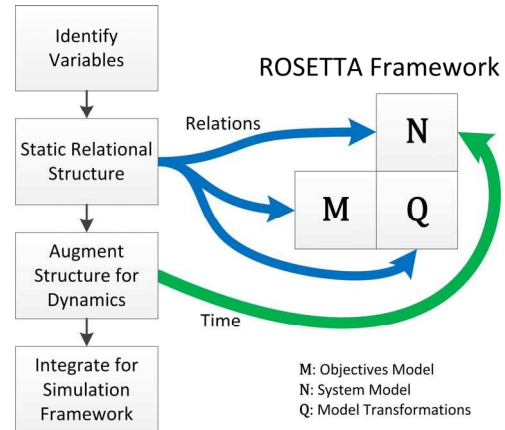 Identify
Variables
ROSETTA Framework
Relations
Static Relational
Structure
N
M
Q
Augment
Structure for
Dynamics
Time
Integrate for
Simulation
Framework
M: Objectives Model
N: System Model
Q: Model Transformations